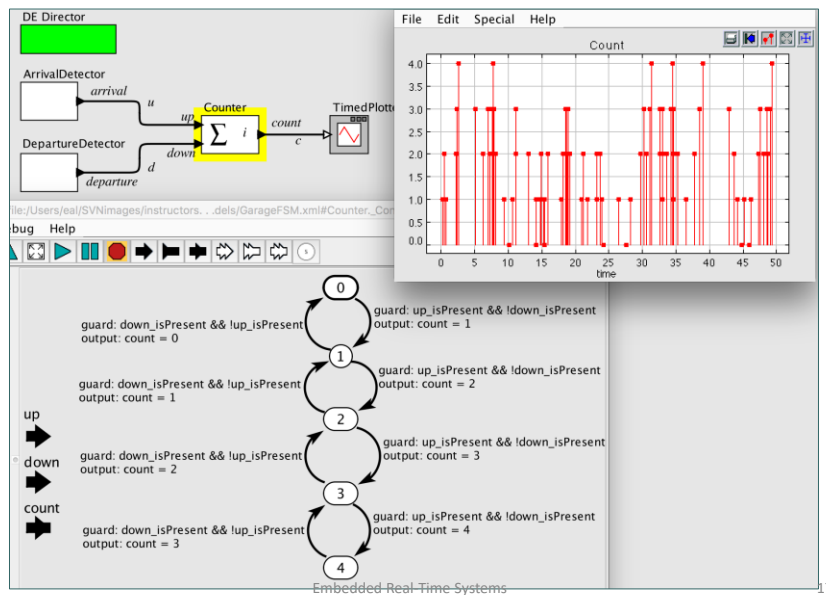 DE Director
ArrivalDetector
arrival
u
up
Counter
Σ i
count
c
TimedPlotte
DepartureDetector
d
down
departure
File Edit Special Help
Count
4.0
3.5
3.0
2.5
2.0
1.5
1.0
0.5
0.0
0 5 10 15 20 25 30 35 40 45 50
time
file:/Users/eal/SVNimages/instructors. . .dels/GarageFSM.xml#Counter._Con
ebug Help
0
guard: down_isPresent && !up_isPresent
output: count = 0
guard: up_isPresent && !down_isPresent
output: count = 1
1
guard: down_isPresent && !up_isPresent
output: count = 1
guard: up_isPresent && !down_isPresent
output: count = 2
2
up
down
count
guard: down_isPresent && !up_isPresent
output: count = 2
guard: up_isPresent && !down_isPresent
output: count = 3
3
guard: down_isPresent && !up_isPresent
output: count = 3
guard: up_isPresent && !down_isPresent
output: count = 4
4
Embedded Real-Time Systems